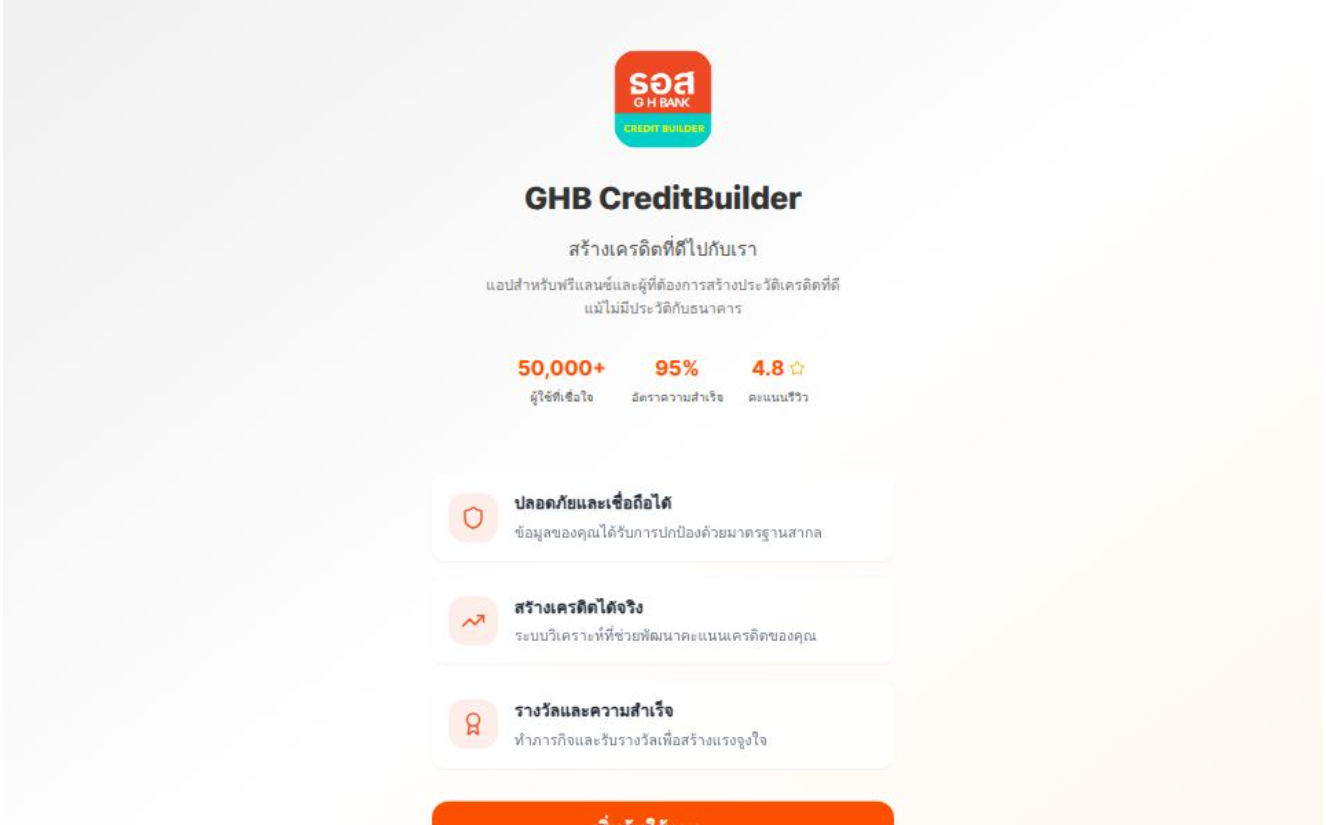 ธอส
G H BANK
CREDIT BUILDER
GHB CreditBuilder
สร้างเครดิตที่ดีไปกับเรา
แอปสำหรับฟรีแลนซ์และผู้ที่ต้องการสร้างประวัติเครดิตที่ดี
แม้ไม่มีประวัติกับธนาคาร
50,000+ 95% 4.8
ผู้ใช้ที่เชื่อใจ อัตราความสำเร็จ คะแนนรีวิว
ปลอดภัยและเชื่อถือได้
ข้อมูลของคุณได้รับการปกป้องด้วยมาตรฐานสากล
สร้างเครดิตได้จริง
ระบบวิเคราะห์ที่ช่วยพัฒนาคะแนนเครดิตของคุณ
รางวัลและความสำเร็จ
ทำภารกิจและรับรางวัลเพื่อสร้างแรงจูงใจ